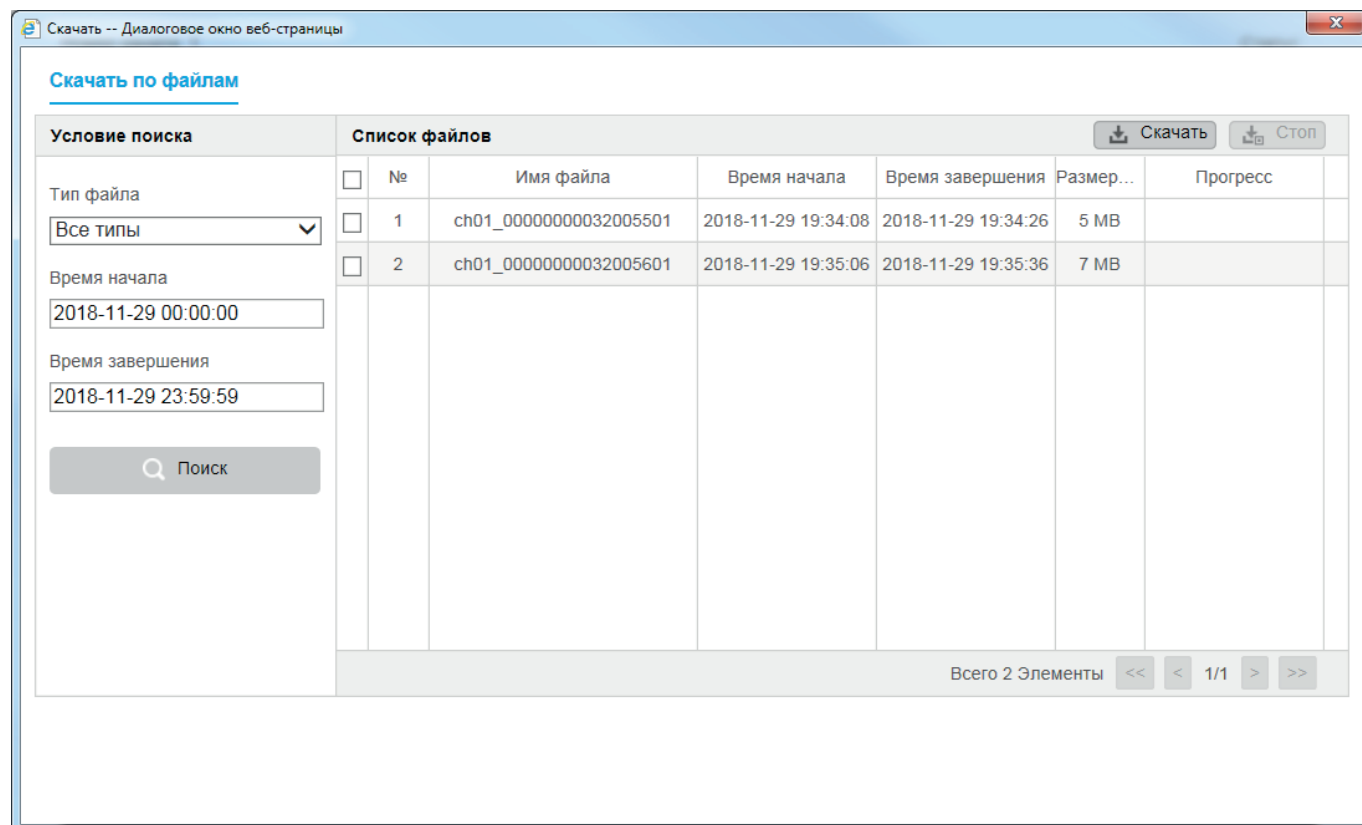 Скачать -- Диалоговое окно веб-страницы
Скачать по файлам
Условие поиска
Тип файла
Все типы
Время начала
2018-11-29 00:00:00
Время завершения
2018-11-29 23:59:59
Поиск
Список файлов Скачать Стоп
№ Имя файла Время начала Время завершения Размер... Прогресс
1 ch01_00000000032005501 2018-11-29 19:34:08 2018-11-29 19:34:26 5 MB
2 ch01_00000000032005601 2018-11-29 19:35:06 2018-11-29 19:35:36 7 MB
Всего 2 Элементы << < 1/1 > >>